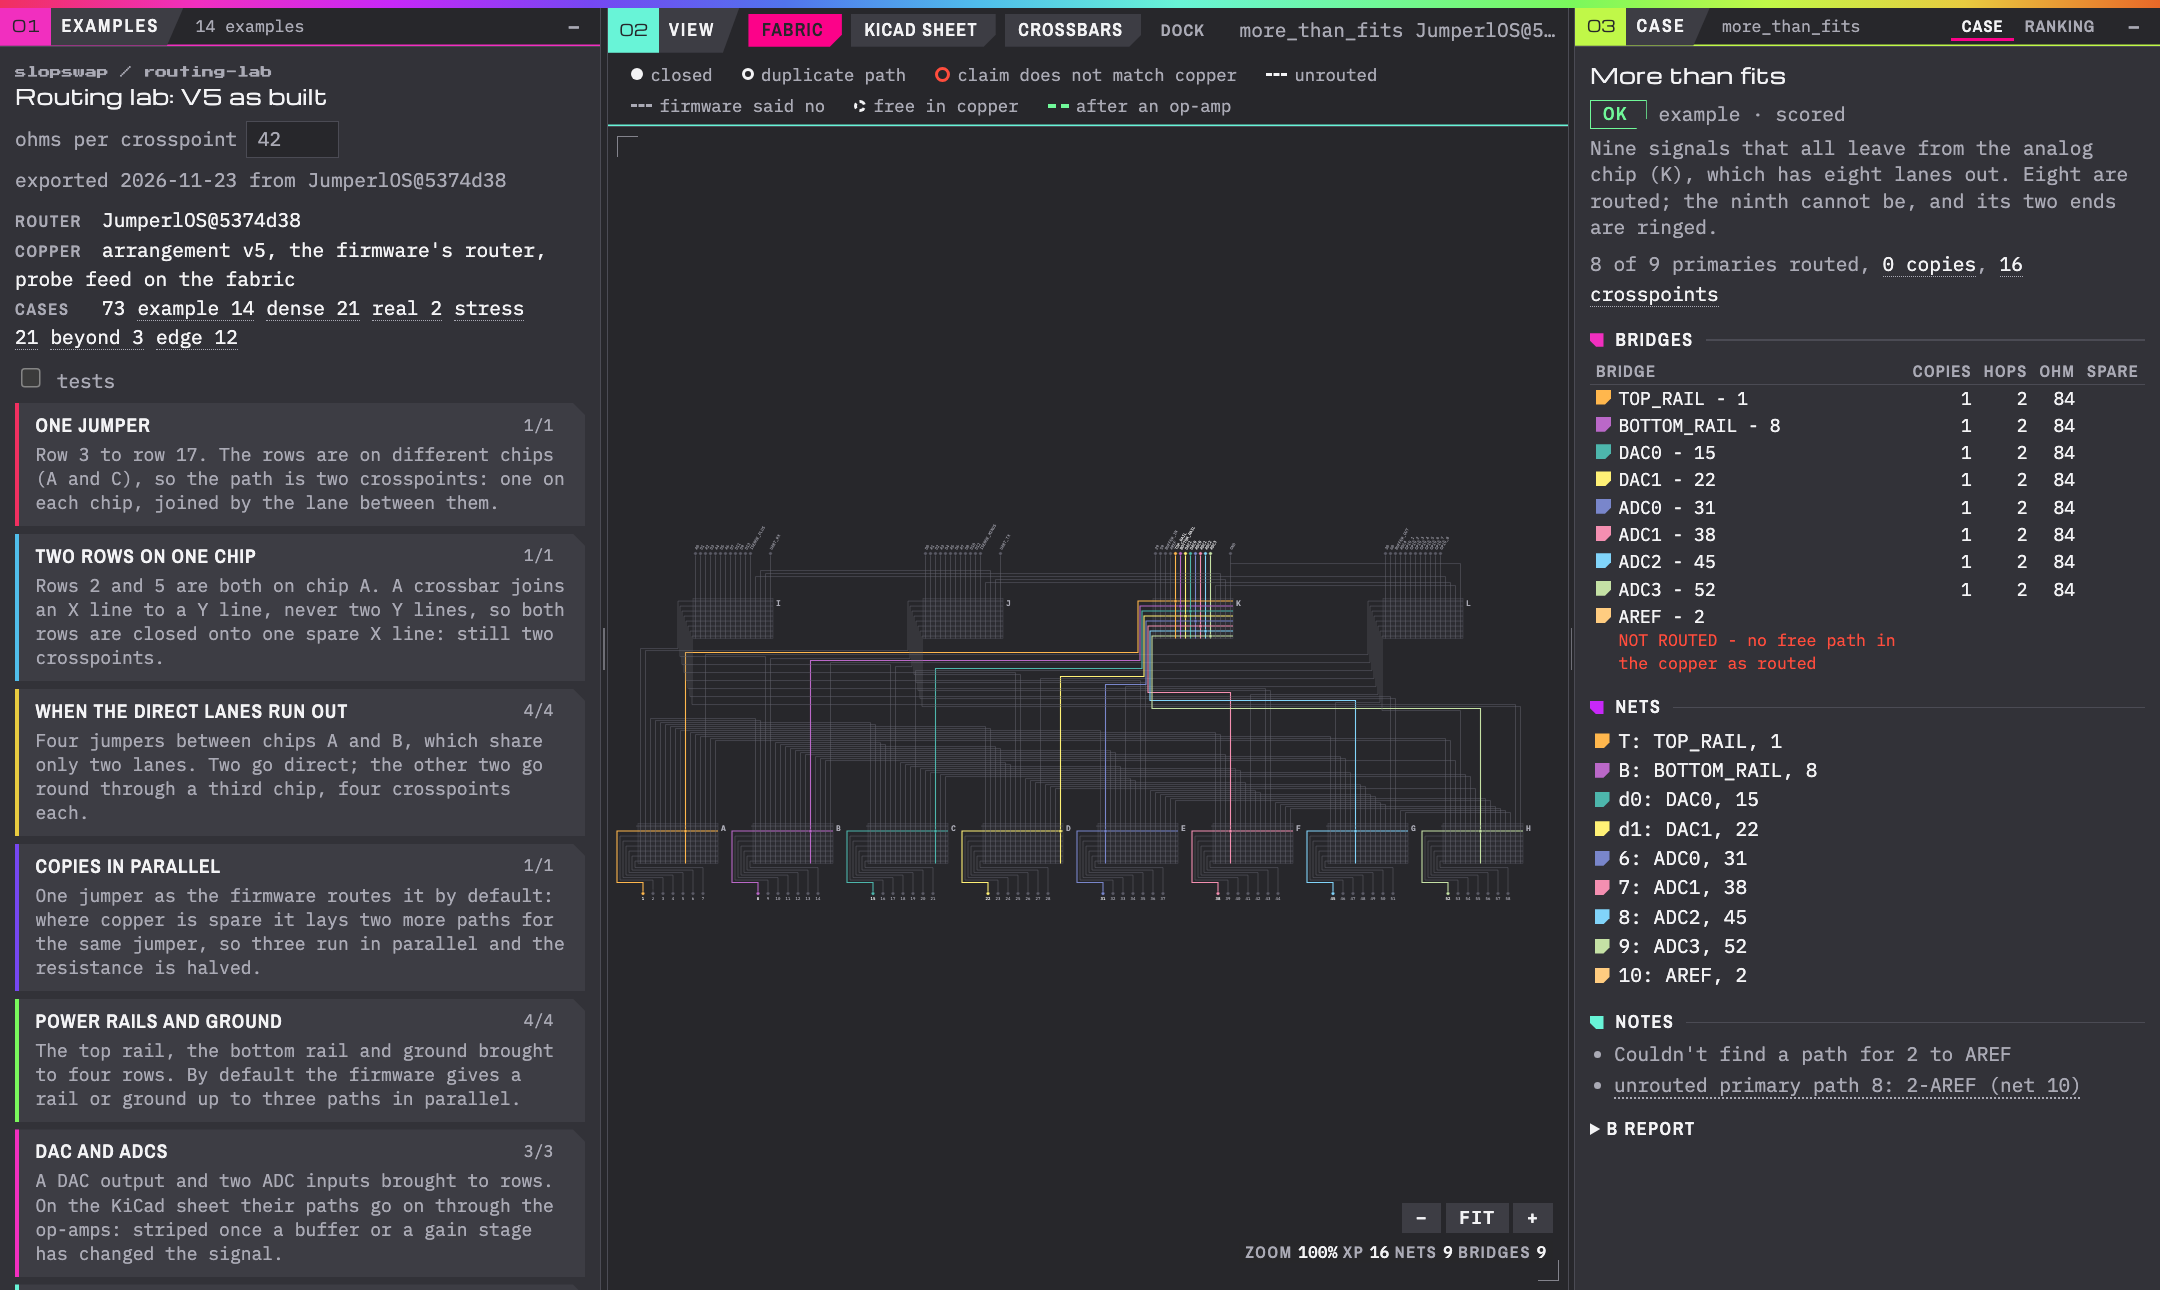 01 EXAMPLES 14 examples −
slopswap / routing-lab
Routing lab: V5 as built
ohms per crosspoint 42
exported 2026-11-23 from JumperlOS@5374d38
ROUTER JumperlOS@5374d38
COPPER arrangement v5, the firmware's router,
probe feed on the fabric
CASES 73 example 14 dense 21 real 2 stress
21 beyond 3 edge 12
tests
ONE JUMPER 1/1
Row 3 to row 17. The rows are on different chips
(A and C), so the path is two crosspoints: one on
each chip, joined by the lane between them.
TWO ROWS ON ONE CHIP 1/1
Rows 2 and 5 are both on chip A. A crossbar joins
an X line to a Y line, never two Y lines, so both
rows are closed onto one spare X line: still two
crosspoints.
WHEN THE DIRECT LANES RUN OUT 4/4
Four jumpers between chips A and B, which share
only two lanes. Two go direct; the other two go
round through a third chip, four crosspoints
each.
COPIES IN PARALLEL 1/1
One jumper as the firmware routes it by default:
where copper is spare it lays two more paths for
the same jumper, so three run in parallel and the
resistance is halved.
POWER RAILS AND GROUND 4/4
The top rail, the bottom rail and ground brought
to four rows. By default the firmware gives a
rail or ground up to three paths in parallel.
DAC AND ADCS 3/3
A DAC output and two ADC inputs brought to rows.
On the KiCad sheet their paths go on through the
op-amps: striped once a buffer or a gain stage
has changed the signal.
02 VIEW FABRIC KICAD SHEET CROSSBARS DOCK more_than_fits JumperlOS@5…
closed duplicate path claim does not match copper unrouted
firmware said no free in copper after an op-amp
I J K L
A B C D E F G H
− FIT +
ZOOM 100% XP 16 NETS 9 BRIDGES 9
03 CASE more_than_fits CASE RANKING −
More than fits
OK example · scored
Nine signals that all leave from the analog
chip (K), which has eight lanes out. Eight are
routed; the ninth cannot be, and its two ends
are ringed.
8 of 9 primaries routed, 0 copies, 16
crosspoints
BRIDGES
BRIDGE COPIES HOPS OHM SPARE
TOP_RAIL - 1 1 2 84
BOTTOM_RAIL - 8 1 2 84
DAC0 - 15 1 2 84
DAC1 - 22 1 2 84
ADC0 - 31 1 2 84
ADC1 - 38 1 2 84
ADC2 - 45 1 2 84
ADC3 - 52 1 2 84
AREF - 2
NOT ROUTED - no free path in
the copper as routed
NETS
T: TOP_RAIL, 1
B: BOTTOM_RAIL, 8
d0: DAC0, 15
d1: DAC1, 22
6: ADC0, 31
7: ADC1, 38
8: ADC2, 45
9: ADC3, 52
10: AREF, 2
NOTES
• Couldn't find a path for 2 to AREF
• unrouted primary path 8: 2-AREF (net 10)
▶ B REPORT